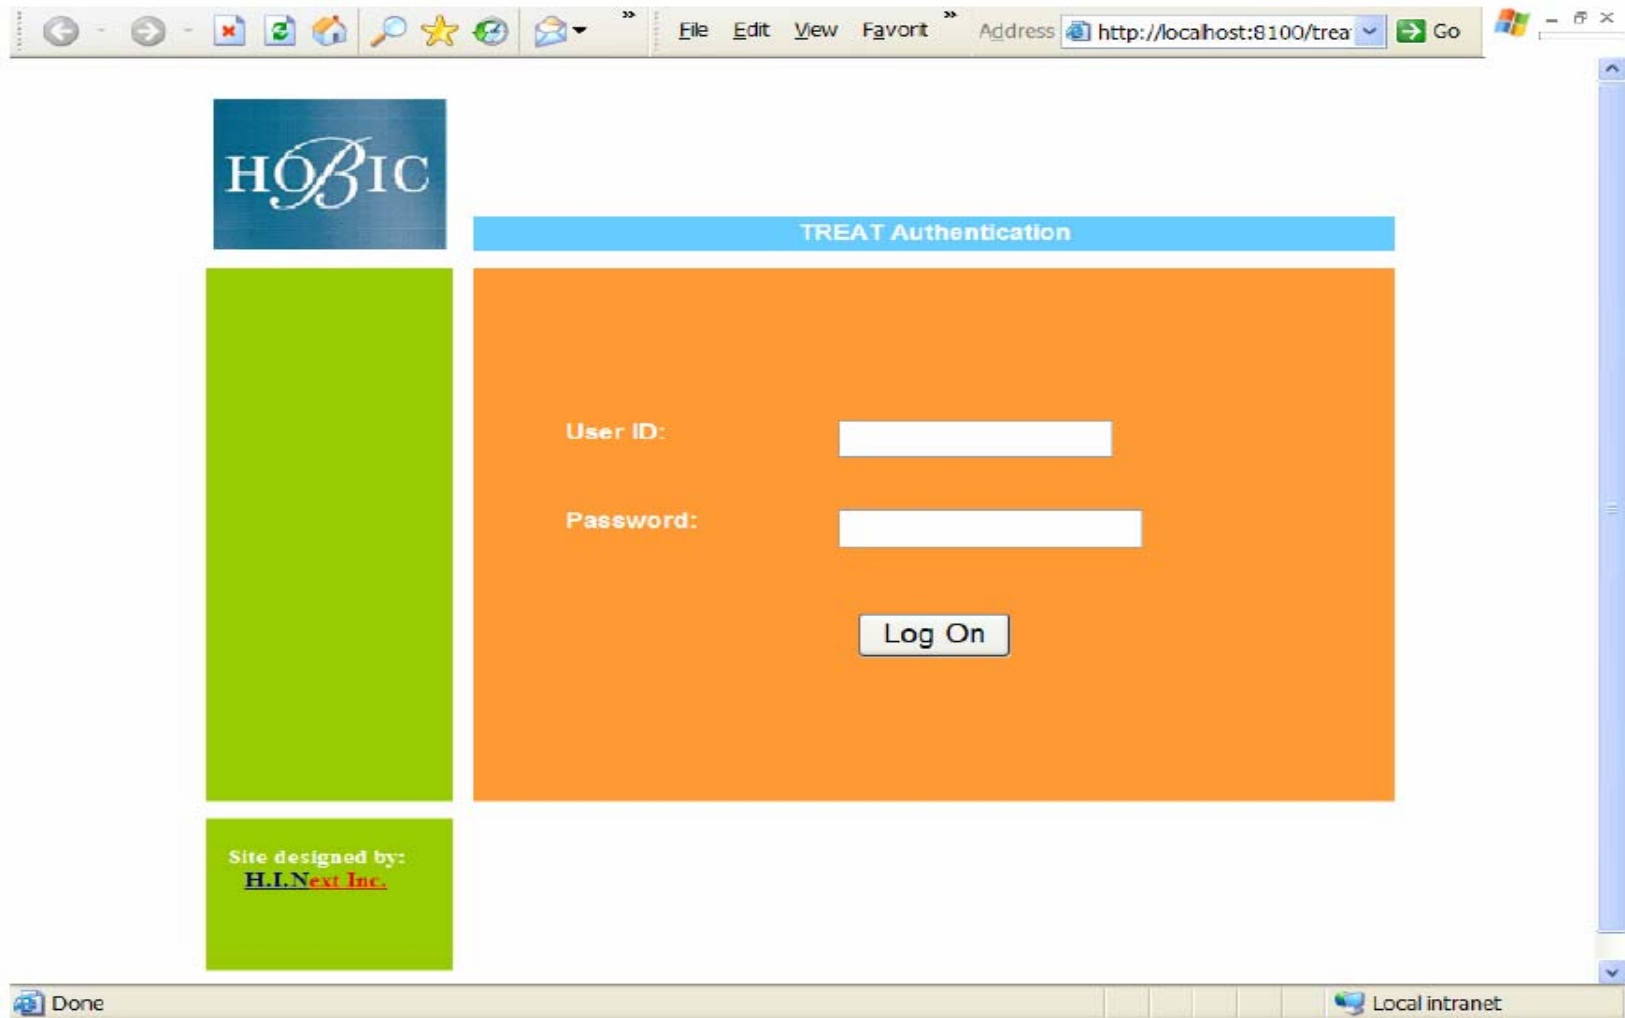 File Edit View Favorit Address http://localhost:8100/trea Go
HOBIC
TREAT Authentication
User ID:
Password:
Log On
Site designed by:
H.I.Next Inc.
Done Local intranet